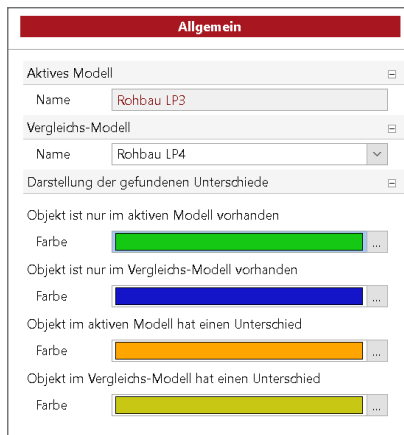 Allgemein
Aktives Modell
Name Rohbau LP3
Vergleichs-Modell
Name Rohbau LP4
Darstellung der gefundenen Unterschiede
Objekt ist nur im aktiven Modell vorhanden
Farbe ...
Objekt ist nur im Vergleichs-Modell vorhanden
Farbe ...
Objekt im aktiven Modell hat einen Unterschied
Farbe ...
Objekt im Vergleichs-Modell hat einen Unterschied
Farbe ...